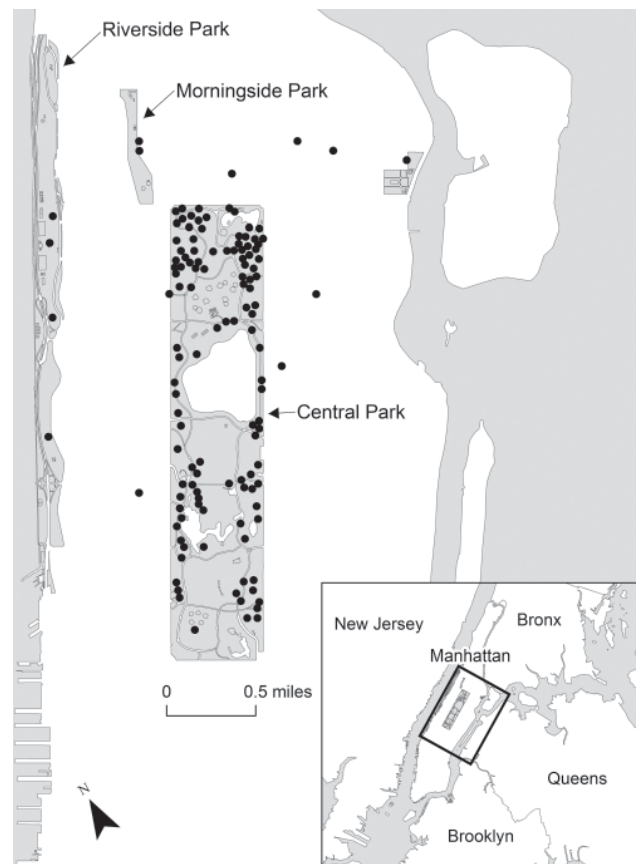 Riverside Park
Morningside Park
Central Park
0 0.5 miles
N
New Jersey
Bronx
Manhattan
Queens
Brooklyn